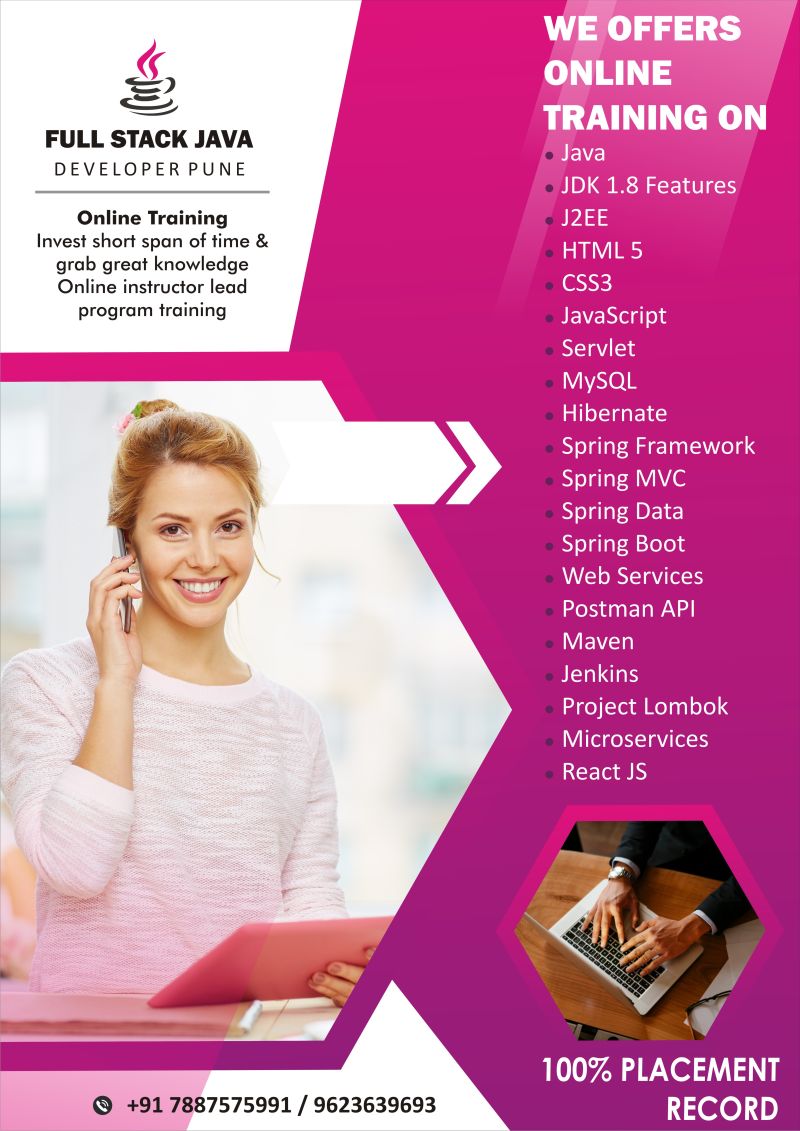 FULL STACK JAVA
DEVELOPER PUNE
Online Training
Invest short span of time &
grab great knowledge
Online instructor lead
program training
WE OFFERS
ONLINE
TRAINING ON
• Java
• JDK 1.8 Features
• J2EE
• HTML 5
• CSS3
• JavaScript
• Servlet
• MySQL
• Hibernate
• Spring Framework
• Spring MVC
• Spring Data
• Spring Boot
• Web Services
• Postman API
• Maven
• Jenkins
• Project Lombok
• Microservices
• React JS
100% PLACEMENT
RECORD
+91 7887575991 / 9623639693